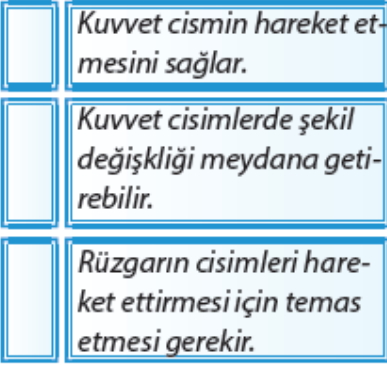 Kuvvet cismin hareket et-
mesini sağlar.
Kuvvet cisimlerde şekil
değişkliği meydana geti-
rebilir.
Rüzgarın cisimleri hare-
ket ettirmesi için temas
etmesi gerekir.